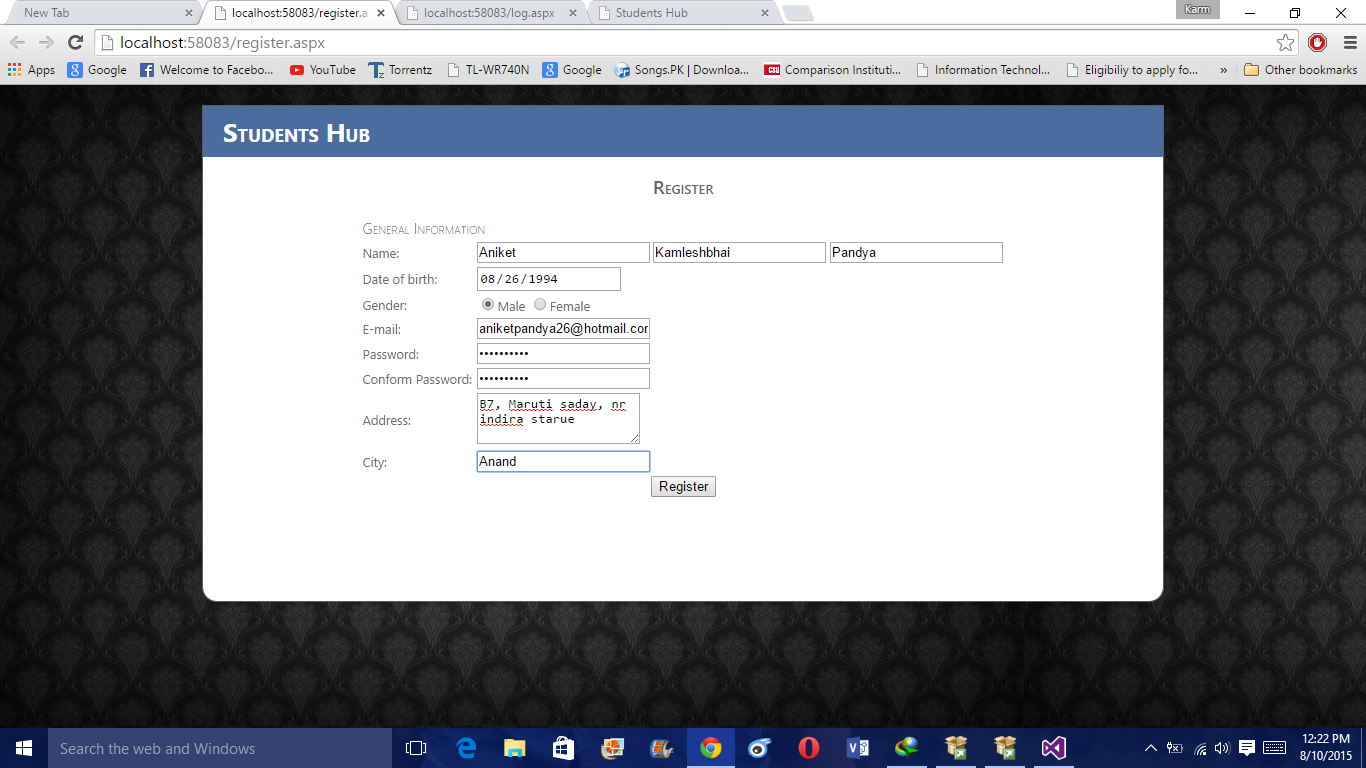 New Tab
localhost:58083/register.a
localhost:58083/log.aspx
Students Hub
Karm
localhost:58083/register.aspx
Apps
Google
Welcome to Facebo...
YouTube
Torrentz
TL-WR740N
Google
Songs.PK | Downloa...
Comparison Instituti...
Information Technol...
Eligibiliy to apply fo...
»
Other bookmarks
Students Hub
Register
General Information
Name: Aniket Kamleshbhai Pandya
Date of birth: 08/26/1994
Gender: Male Female
E-mail: aniketpandya26@hotmail.cor
Password: ••••••••••
Conform Password: ••••••••••
B7, Maruti saday, nr
Address: indira starue
City: Anand
Register
Search the web and Windows
12:22 PM
8/10/2015